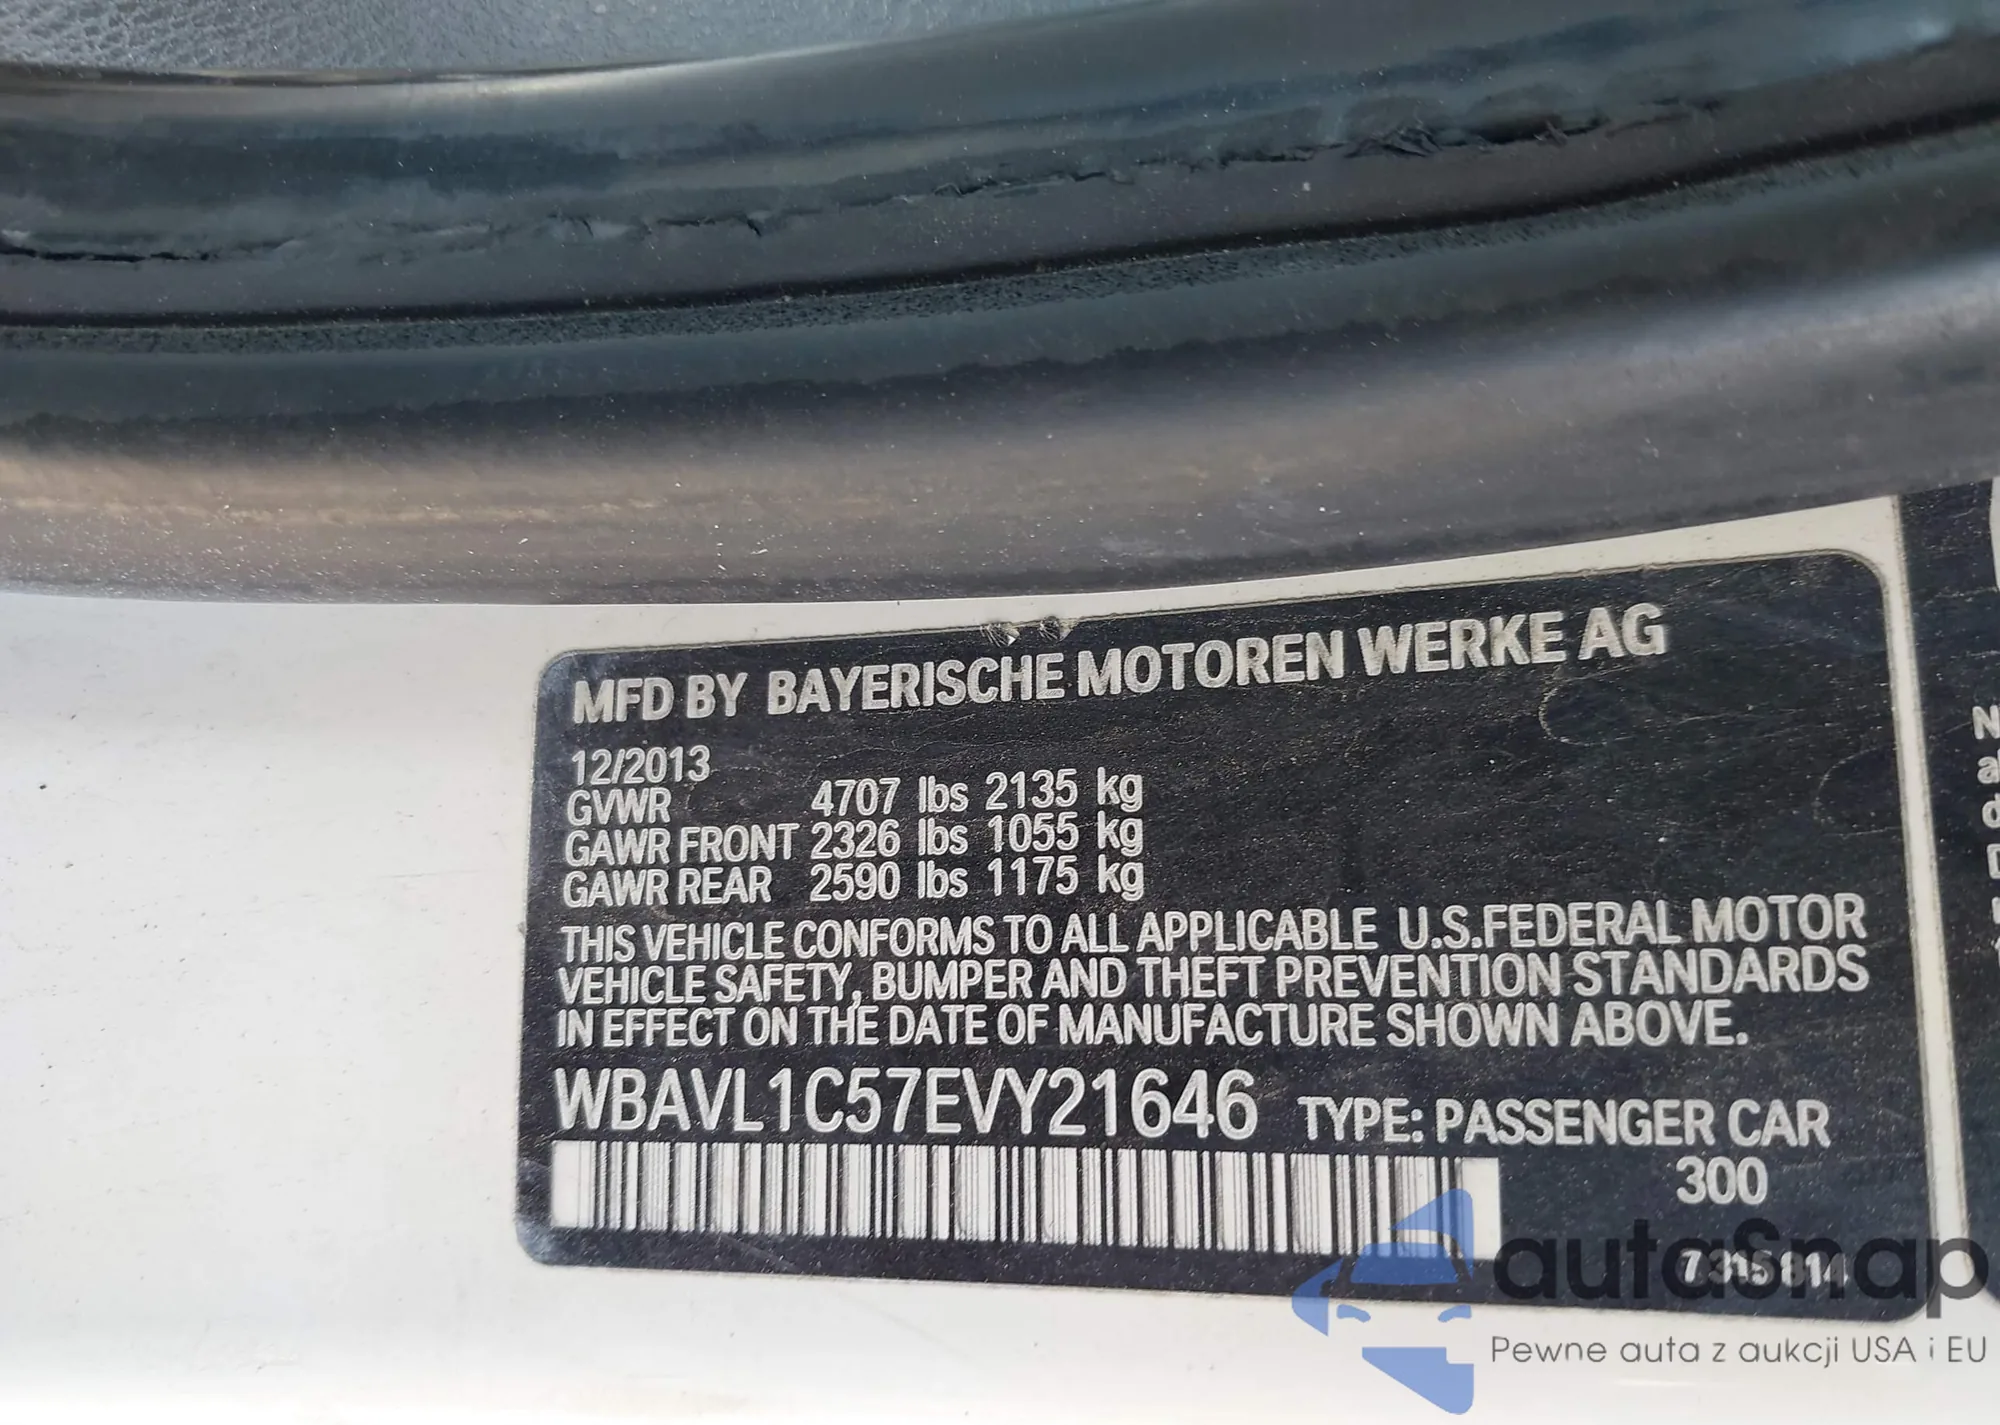 MFD BY BAYERISCHE MOTOREN WERKE AG
12/2013
GVWR 4707 lbs 2135 kg
GAWR FRONT 2326 lbs 1055 kg
GAWR REAR 2590 lbs 1175 kg
THIS VEHICLE CONFORMS TO ALL APPLICABLE U.S.FEDERAL MOTOR
VEHICLE SAFETY, BUMPER AND THEFT PREVENTION STANDARDS
IN EFFECT ON THE DATE OF MANUFACTURE SHOWN ABOVE.
WBAVL1C57EVY21646 TYPE: PASSENGER CAR
300
autaSnap
Pewne auta z aukcji USA i EU